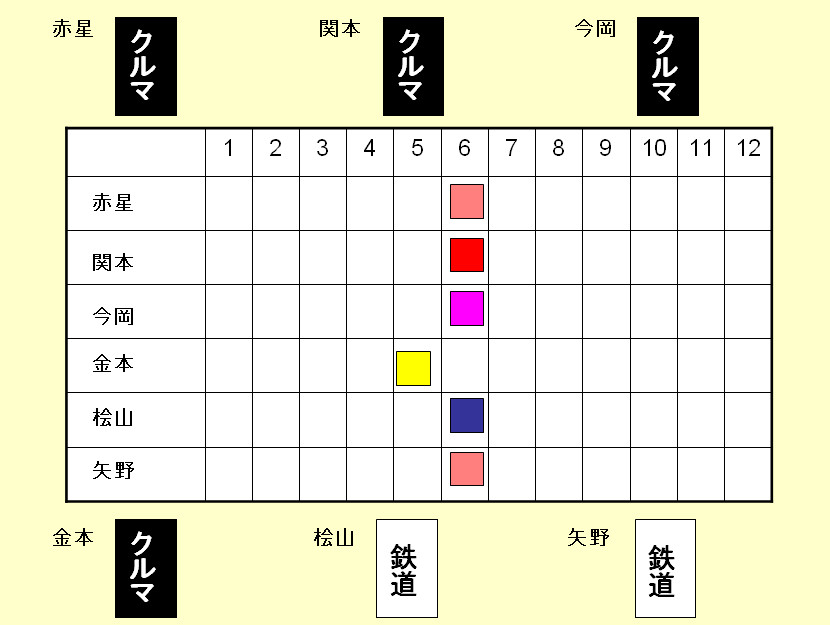 赤星 クルマ 関本 クルマ 今岡 クルマ
1 2 3 4 5 6 7 8 9 10 11 12
赤星
関本
今岡
金本
桧山
矢野
金本 クルマ 桧山 鉄道 矢野 鉄道